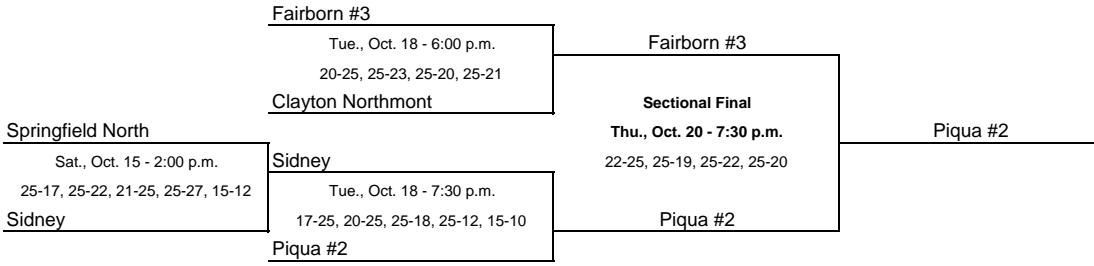 Fairborn #3
Tue., Oct. 18 - 6:00 p.m.
Fairborn #3
20-25, 25-23, 25-20, 25-21
Clayton Northmont
Sectional Final
Springfield North
Thu., Oct. 20 - 7:30 p.m.
Piqua #2
Sat., Oct. 15 - 2:00 p.m.
Sidney
22-25, 25-19, 25-22, 25-20
25-17, 25-22, 21-25, 25-27, 15-12
Tue., Oct. 18 - 7:30 p.m.
Sidney
17-25, 20-25, 25-18, 25-12, 15-10
Piqua #2
Piqua #2